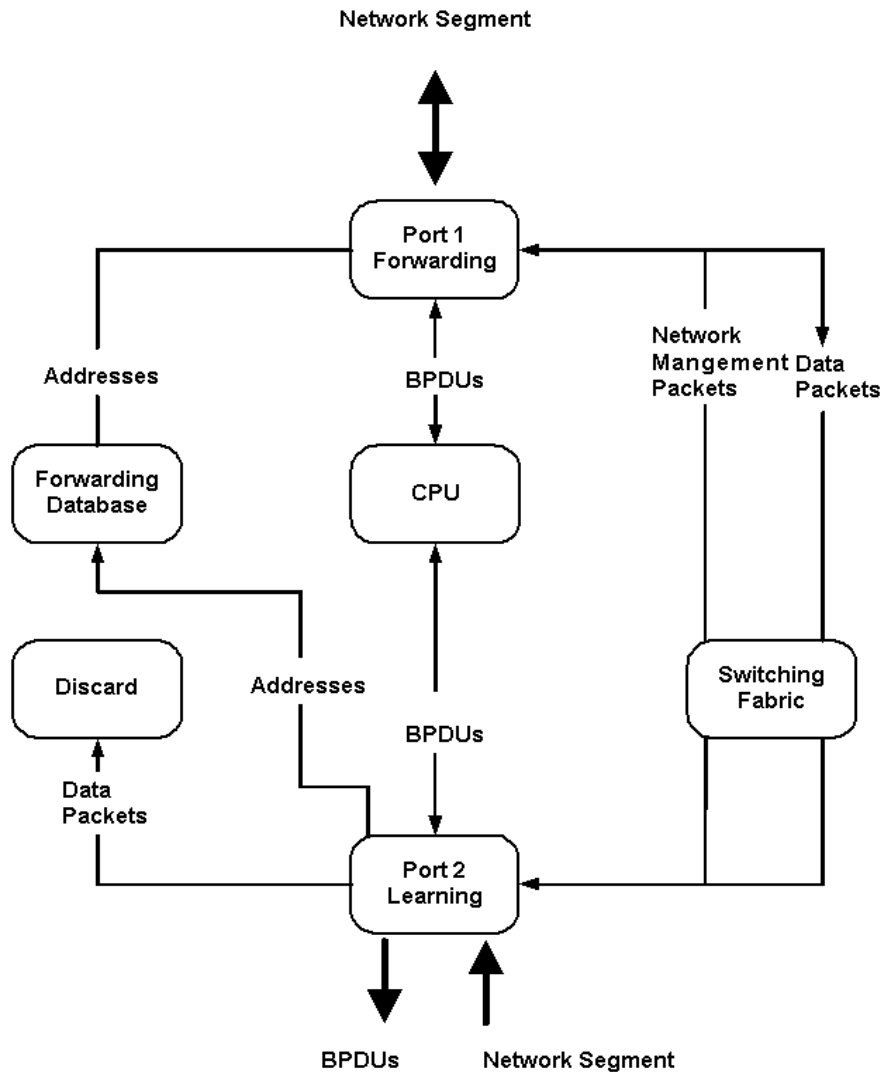 Network Segment
Port 1
Forwarding
Network
Mangement
Packets
Data
Packets
Addresses
BPDUs
Forwarding
Database
CPU
Discard
Addresses
Switching
Fabric
BPDUs
Data
Packets
Port 2
Learning
BPDUs
Network Segment